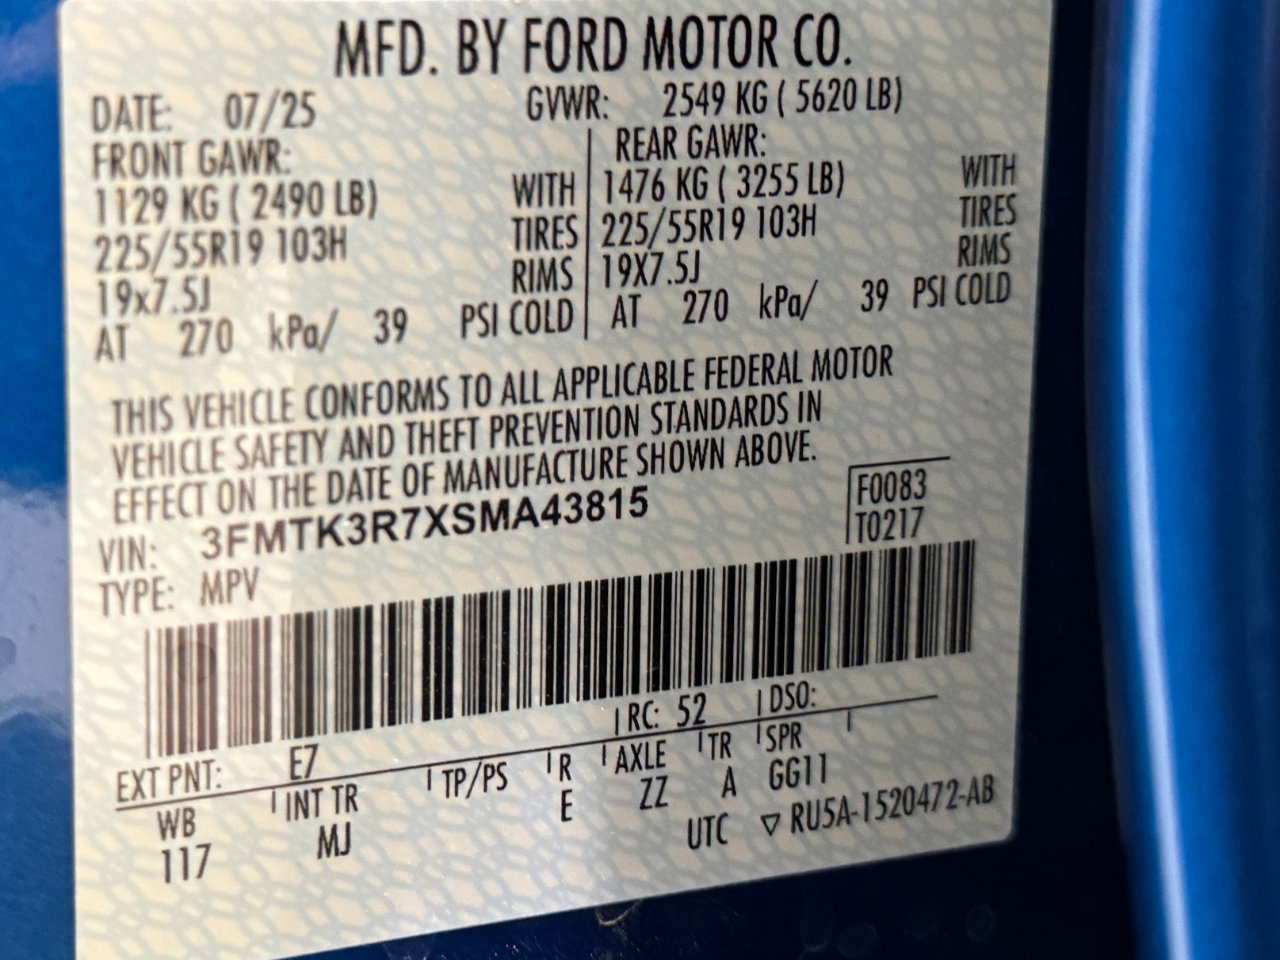 MFD. BY FORD MOTOR CO.
DATE: 07/25 GVWR: 2549 KG ( 5620 LB)
FRONT GAWR: REAR GAWR:
1129 KG ( 2490 LB) WITH 1476 KG ( 3255 LB) WITH
225/55R19 103H TIRES 225/55R19 103H TIRES
19x7.5J RIMS 19X7.5J RIMS
AT 270 kPa/ 39 PSI COLD AT 270 kPa/ 39 PSI COLD
THIS VEHICLE CONFORMS TO ALL APPLICABLE FEDERAL MOTOR
VEHICLE SAFETY AND THEFT PREVENTION STANDARDS IN
EFFECT ON THE DATE OF MANUFACTURE SHOWN ABOVE.
VIN: 3FMTK3R7XSMA43815 F0083
TYPE: MPV T0217
EXT PNT: E7 RC: 52 DSO:
WB INT TR TP/PS R AXLE TR SPR
117 MJ E ZZ A GG11
UTC ▽ RU5A-1520472-AB